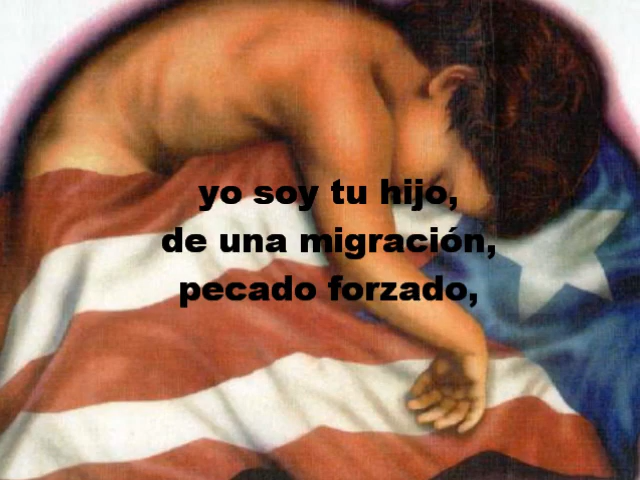 yo soy tu hijo,
de una migración,
pecado forzado,